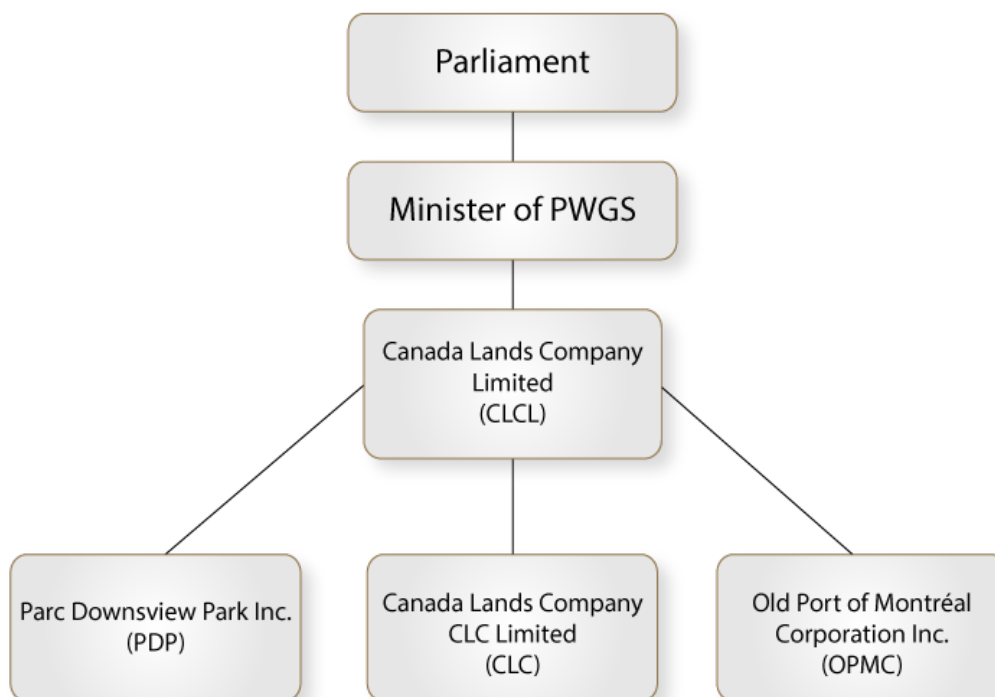 Parliament
Minister of PWGS
Canada Lands Company
Limited
(CLCL)
Parc Downsview Park Inc.
(PDP)
Canada Lands Company
CLC Limited
(CLC)
Old Port of Montréal
Corporation Inc.
(OPMC)